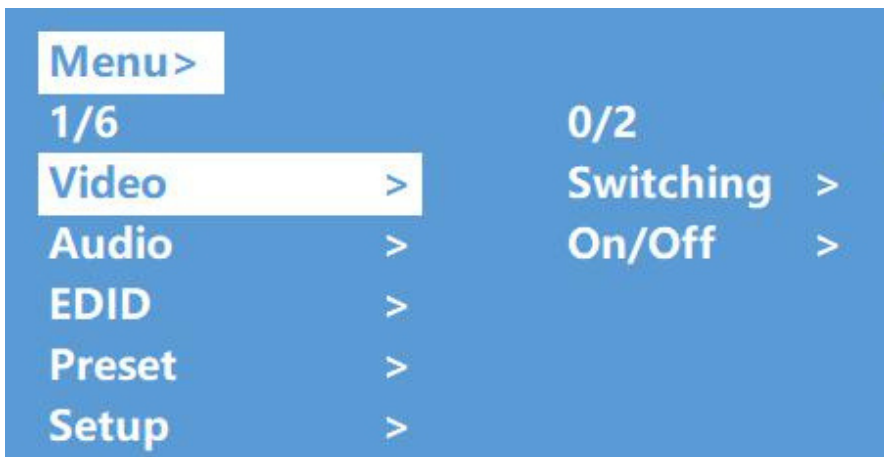 Menu>
1/6 0/2
Video > Switching >
Audio > On/Off >
EDID >
Preset >
Setup >